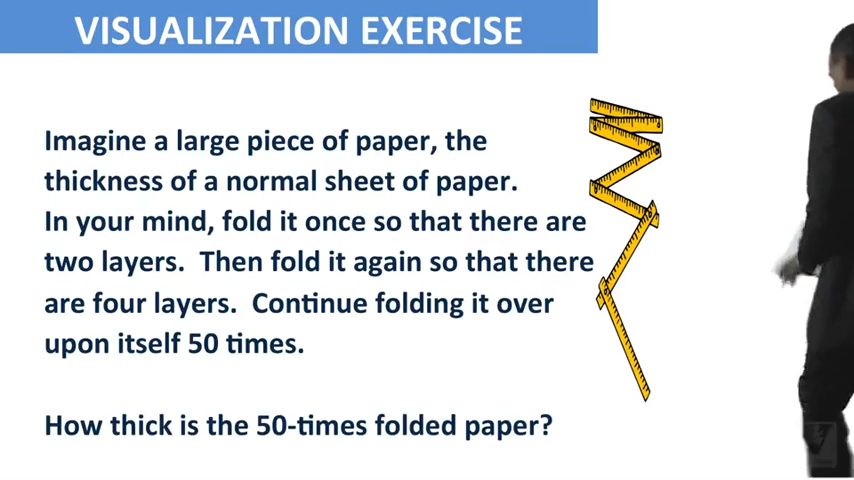 VISUALIZATION EXERCISE
Imagine a large piece of paper, the
thickness of a normal sheet of paper.
In your mind, fold it once so that there are
two layers.  Then fold it again so that there
are four layers.  Continue folding it over
upon itself 50 times.
How thick is the 50-times folded paper?